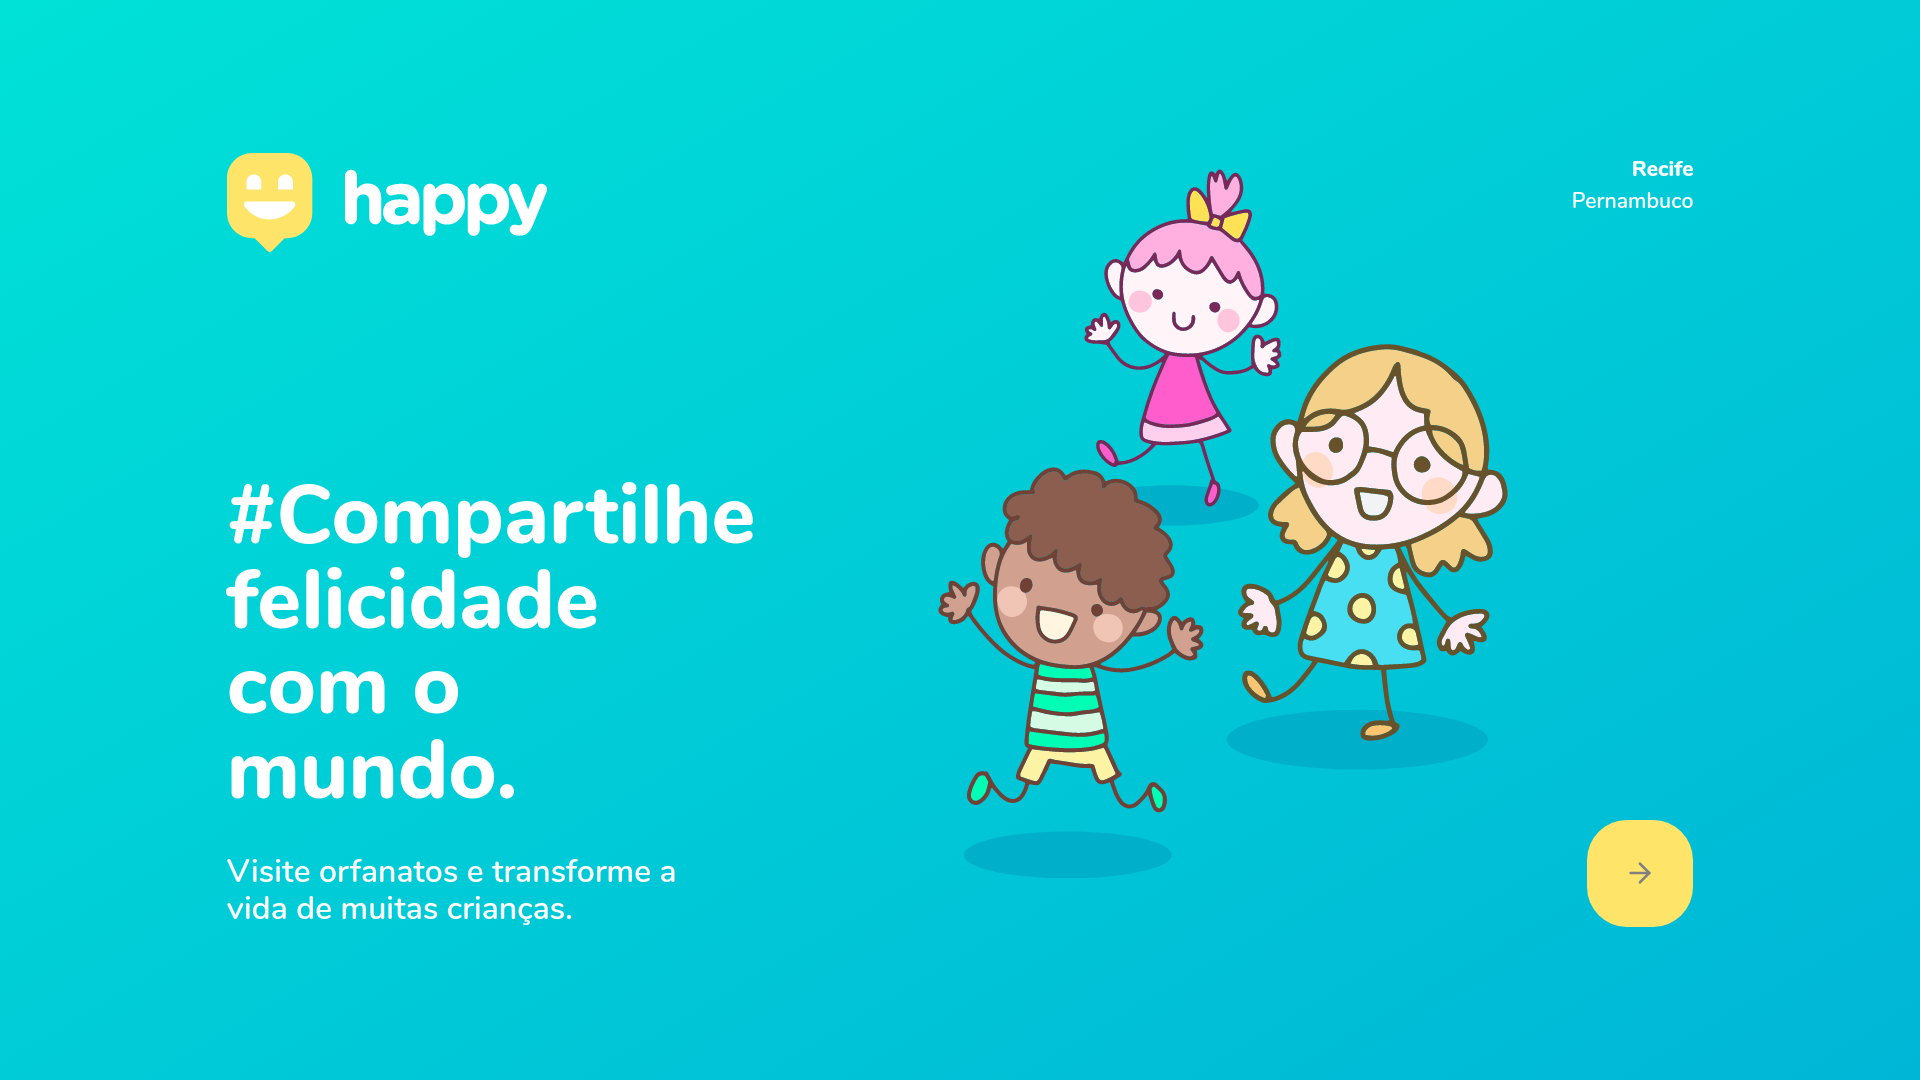 happy
Recife
Pernambuco
#Compartilhe
felicidade
com o
mundo.
Visite orfanatos e transforme a
vida de muitas crianças.